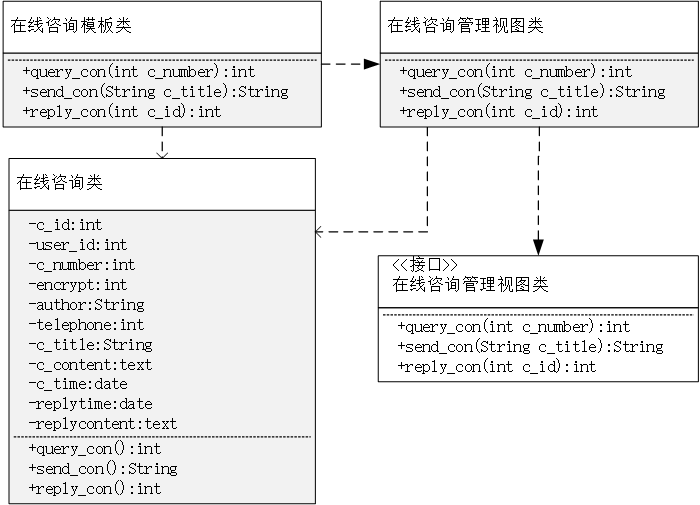 在线咨询模板类
+query_con(int c_number):int
+send_con(String c_title):String
+reply_con(int c_id):int
在线咨询管理视图类
+query_con(int c_number):int
+send_con(String c_title):String
+reply_con(int c_id):int
在线咨询类
-c_id:int
-user_id:int
-c_number:int
-encrypt:int
-author:String
-telephone:int
-c_title:String
-c_content:text
-c_time:date
-replytime:date
-replycontent:text
+query_con():int
+send_con():String
+reply_con():int
<<接口>>
在线咨询管理视图类
+query_con(int c_number):int
+send_con(String c_title):String
+reply_con(int c_id):int